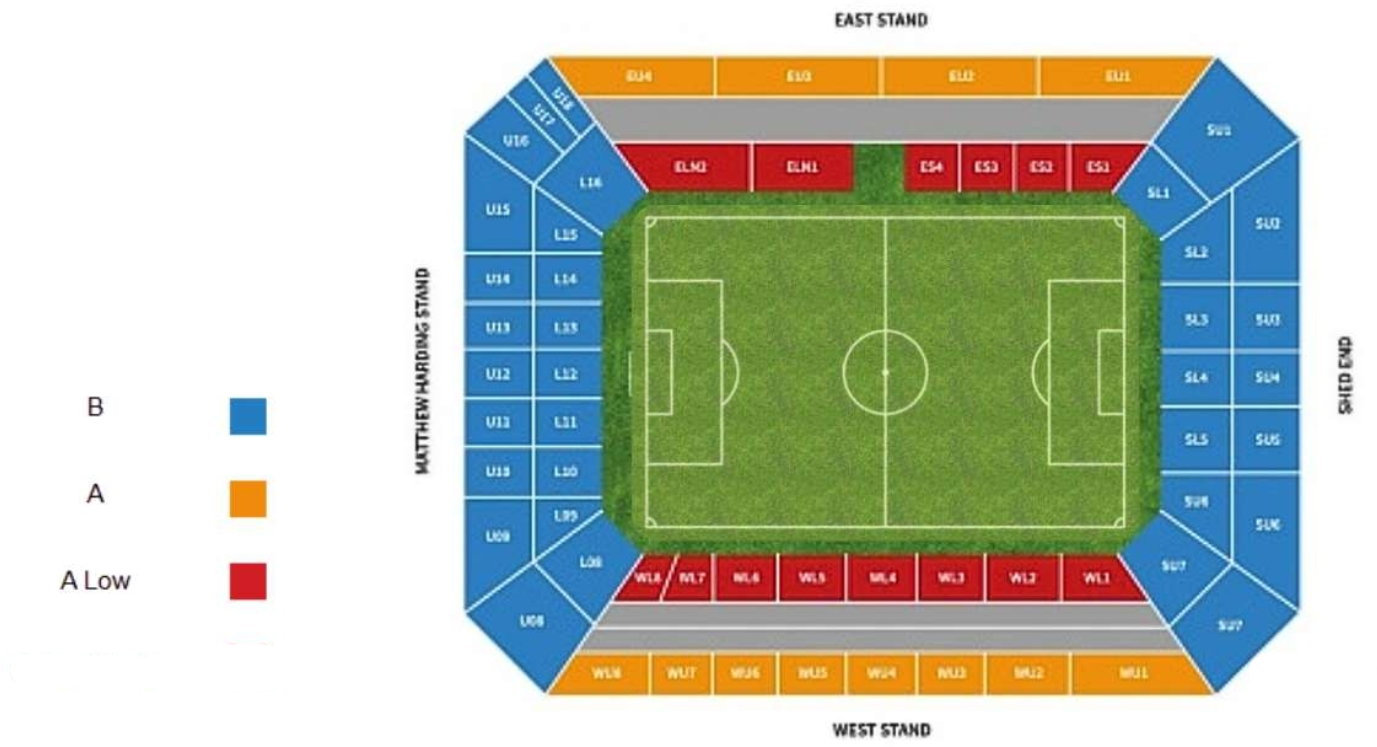 EAST STAND
EU4 EU3 EU2 EU1
U18
U17
U16
SU1
ELN2 ELN1 ES4 ES3 ES2 ES1
L16
SL1
U15
SU2
L15
SL2
U14 L14
MATTHEW HARDING STAND
U13 L13
SL3 SU3
U12 L12
SL4 SU4
SHED END
B
U11 L11
SL5 SU5
U10 L10
A
L09
SU6
U09
SU6
L08
SU7
A Low
WL8 WL7 WL6 WL5 WL4 WL3 WL2 WL1
U08
SU7
WU8 WU7 WU6 WU5 WU4 WU3 WU2 WU1
WEST STAND